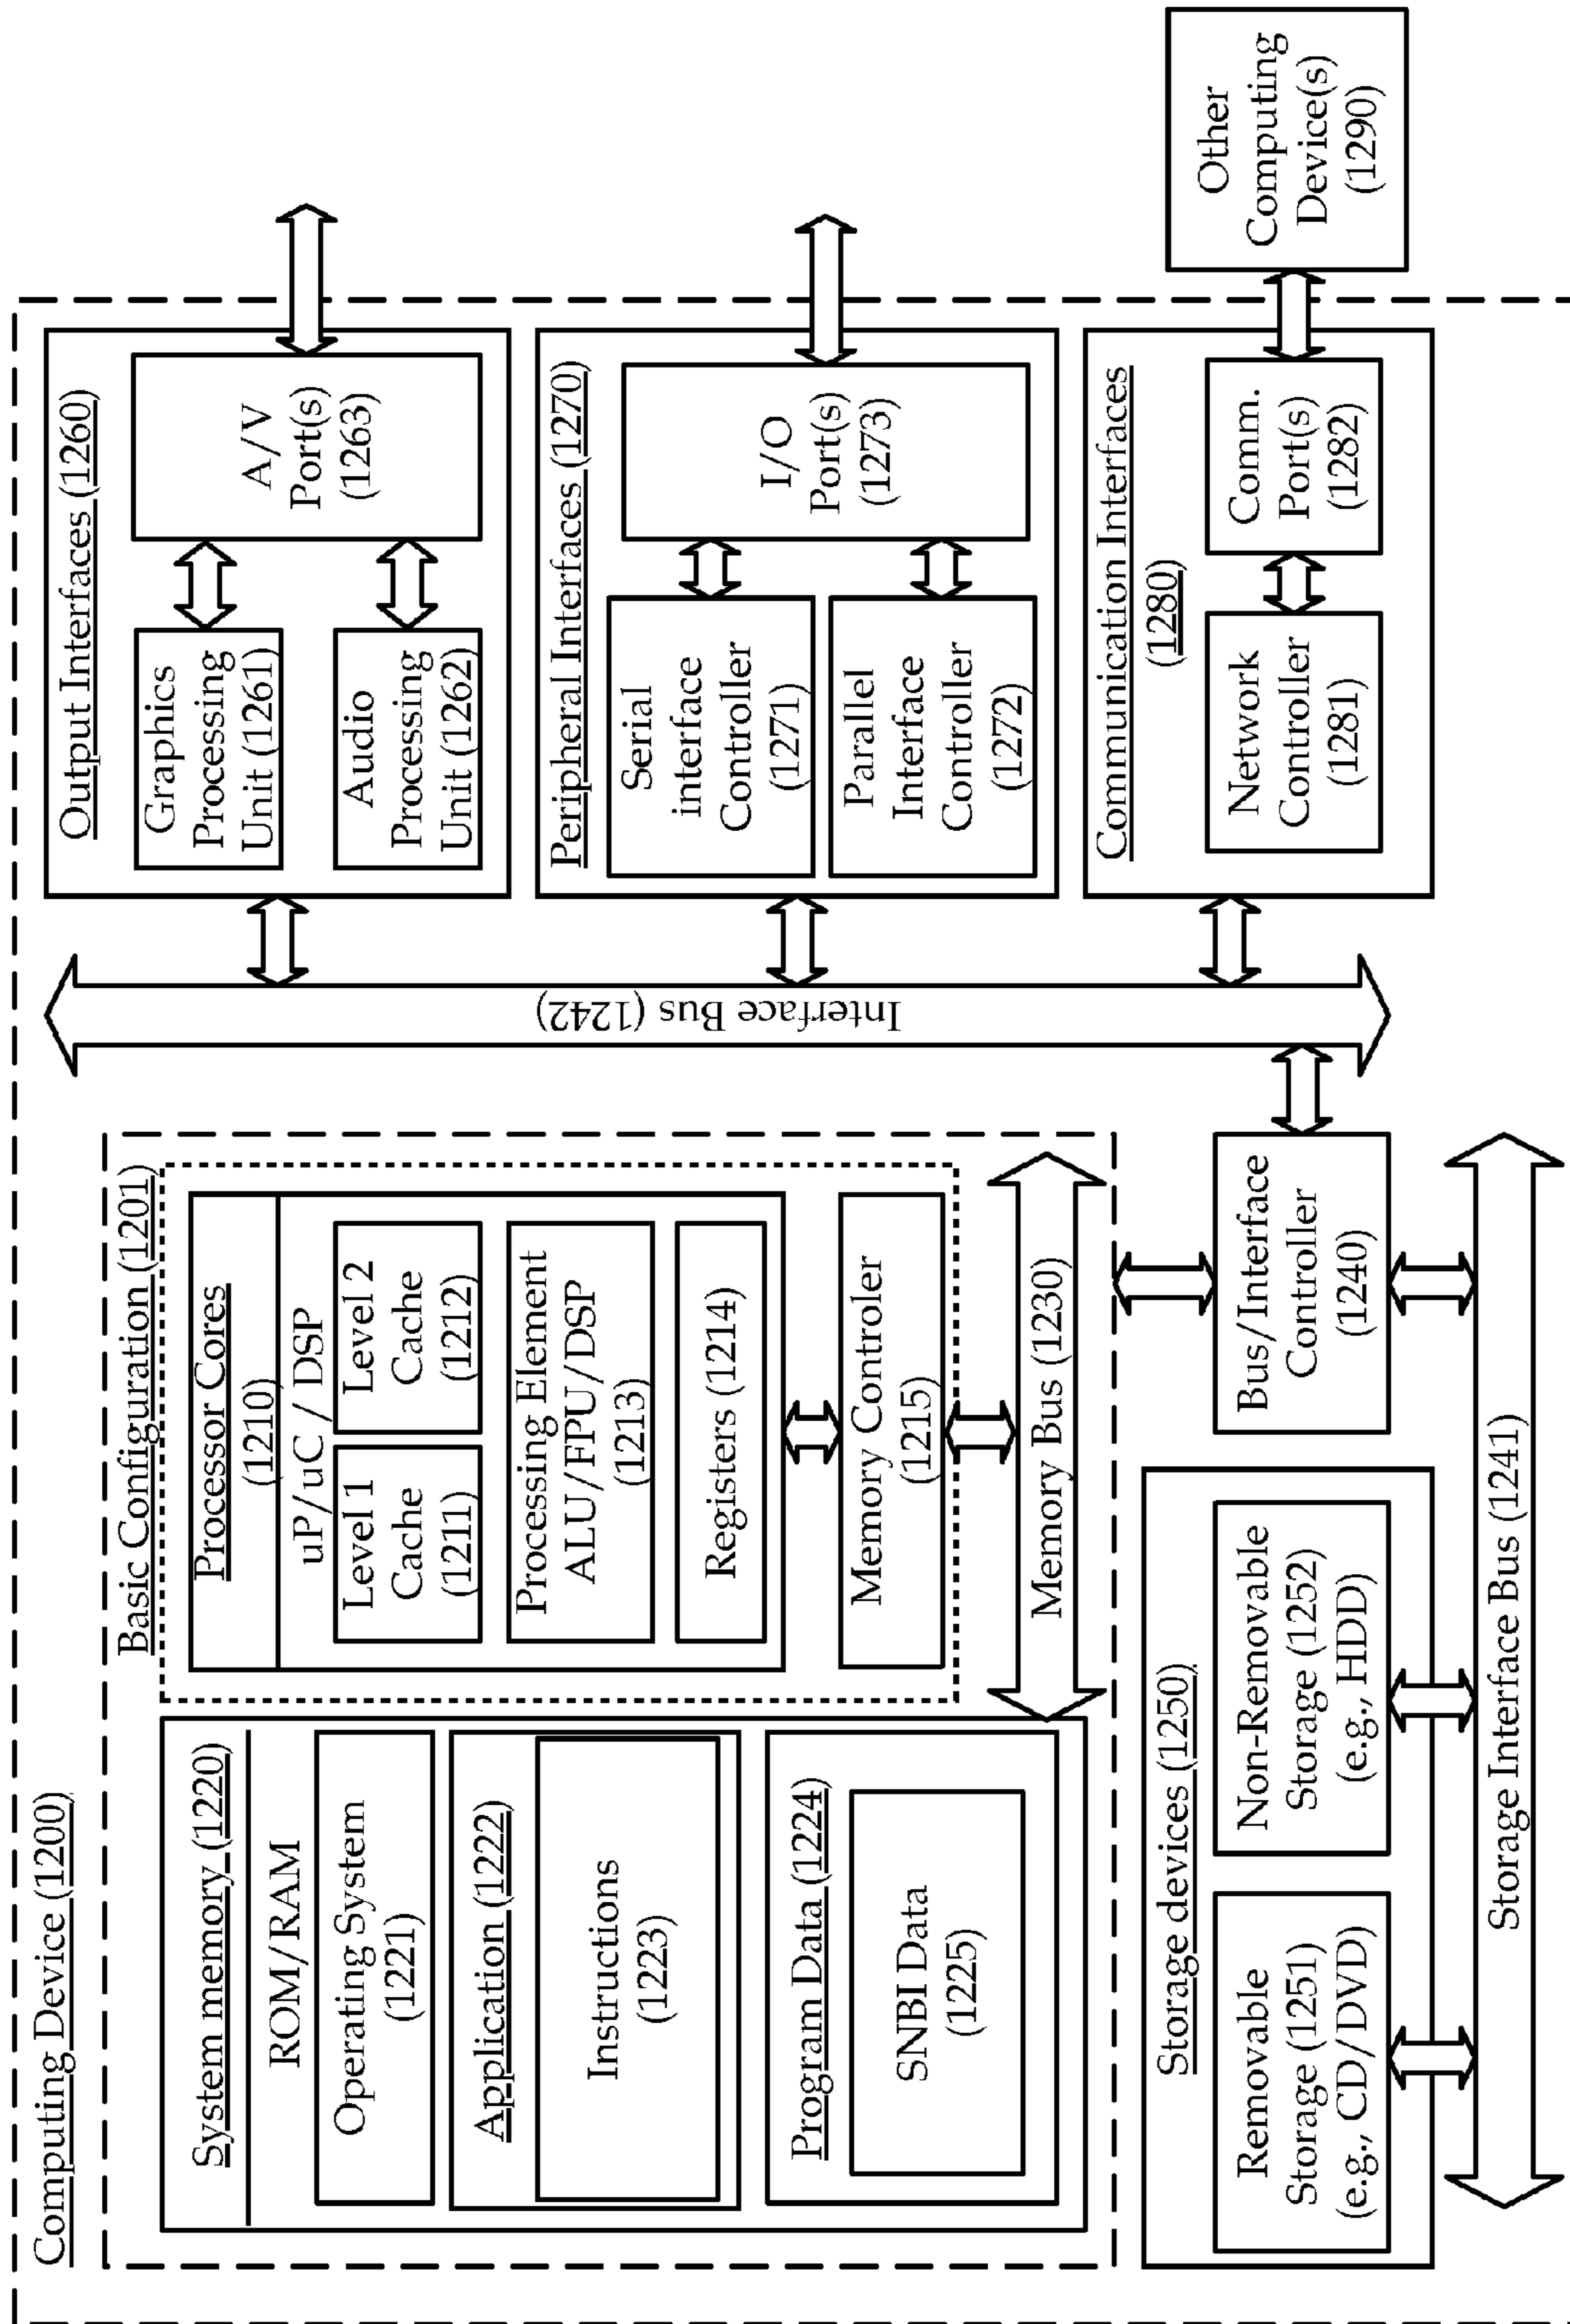 Computing Device (1200)
Basic Configuration (1201)
System memory (1220)
ROM/RAM
Operating System
(1221)
Application (1222)
Instructions
(1223)
Program Data (1224)
SNBI Data
(1225)
Processor Cores
(1210)
uP/uC / DSP
Level 1
Cache
(1211)
Level 2
Cache
(1212)
Processing Element
ALU/FPU/DSP
(1213)
Registers (1214)
Memory Controler
(1215)
Memory Bus (1230)
Storage devices (1250)
Removable
Storage (1251)
(e.g., CD/DVD)
Non-Removable
Storage (1252)
(e.g., HDD)
Bus/Interface
Controller
(1240)
Storage Interface Bus (1241)
Interface Bus (1242)
Output Interfaces (1260)
Graphics
Processing
Unit (1261)
Audio
Processing
Unit (1262)
A/V
Port(s)
(1263)
Peripheral Interfaces (1270)
Serial
interface
Controller
(1271)
Parallel
Interface
Controller
(1272)
I/O
Port(s)
(1273)
Communication Interfaces
(1280)
Network
Controller
(1281)
Comm.
Port(s)
(1282)
Other
Computing
Device(s)
(1290)